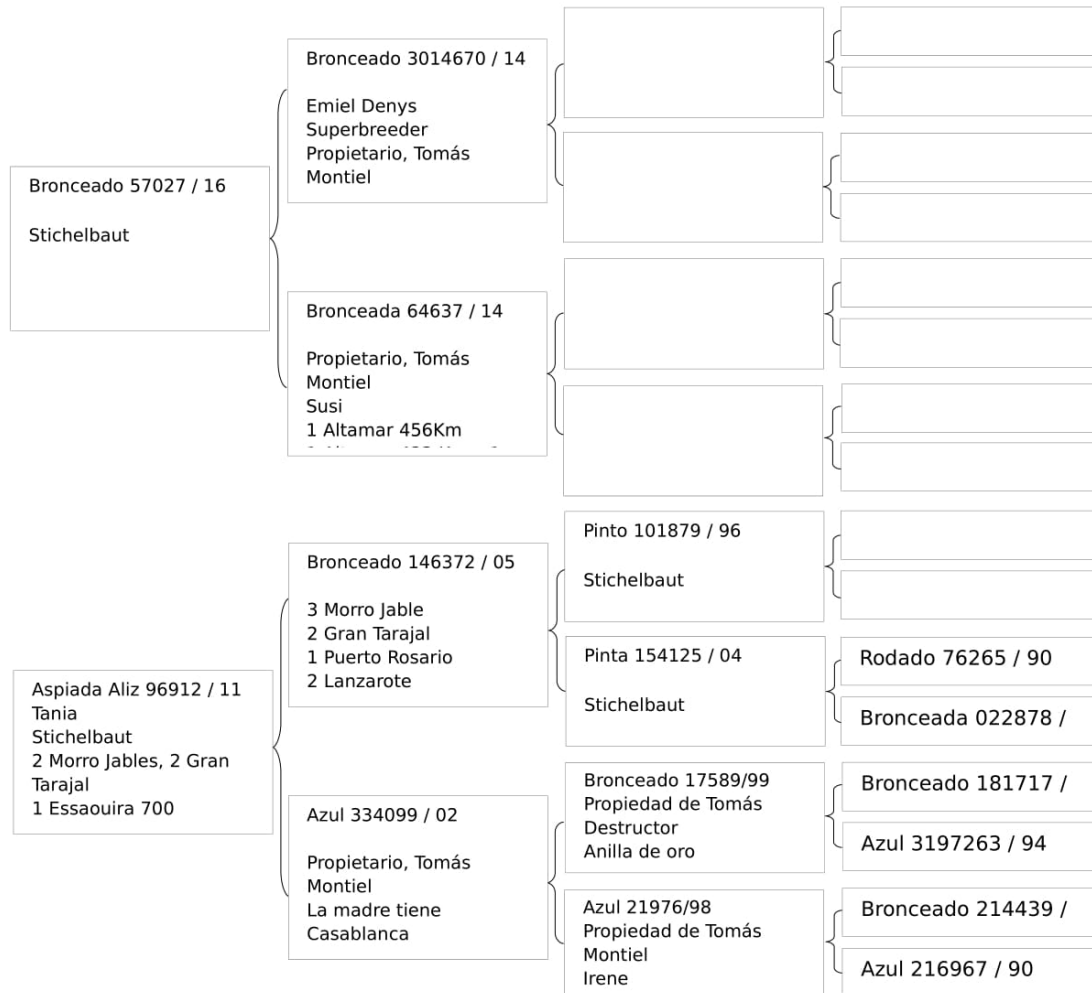 Bronceado 57027 / 16
Stichelbaut
Bronceado 3014670 / 14
Emiel Denys
Superbreeder
Propietario, Tomás
Montiel
Bronceada 64637 / 14
Propietario, Tomás
Montiel
Susi
1 Altamar 456Km
Aspiada Aliz 96912 / 11
Tania
Stichelbaut
2 Morro Jables, 2 Gran
Tarajal
1 Essaouira 700
Bronceado 146372 / 05
3 Morro Jable
2 Gran Tarajal
1 Puerto Rosario
2 Lanzarote
Azul 334099 / 02
Propietario, Tomás
Montiel
La madre tiene
Casablanca
Pinto 101879 / 96
Stichelbaut
Pinta 154125 / 04
Stichelbaut
Bronceado 17589/99
Propiedad de Tomás
Destructor
Anilla de oro
Azul 21976/98
Propiedad de Tomás
Montiel
Irene
Rodado 76265 / 90
Bronceada 022878 /
Bronceado 181717 /
Azul 3197263 / 94
Bronceado 214439 /
Azul 216967 / 90